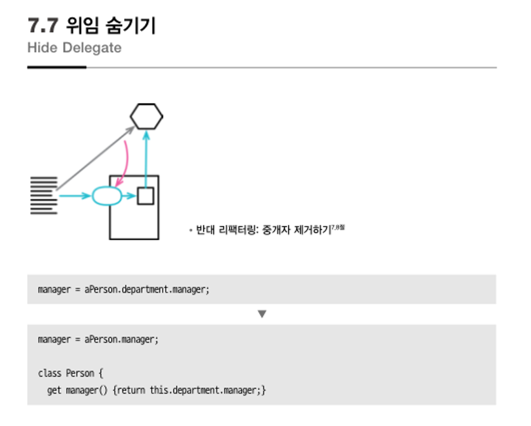 7.7 위임 숨기기
Hide Delegate
• 반대 리팩터링: 중개자 제거하기7.8절
manager = aPerson.department.manager;
▼
manager = aPerson.manager;
class Person {
get manager() {return this.department.manager;}